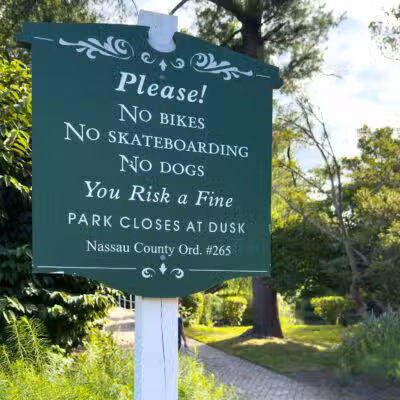 Please!
NO BIKES
NO SKATEBOARDING
NO DOGS
You Risk a Fine
PARK CLOSES AT DUSK
Nassau County Ord. #265